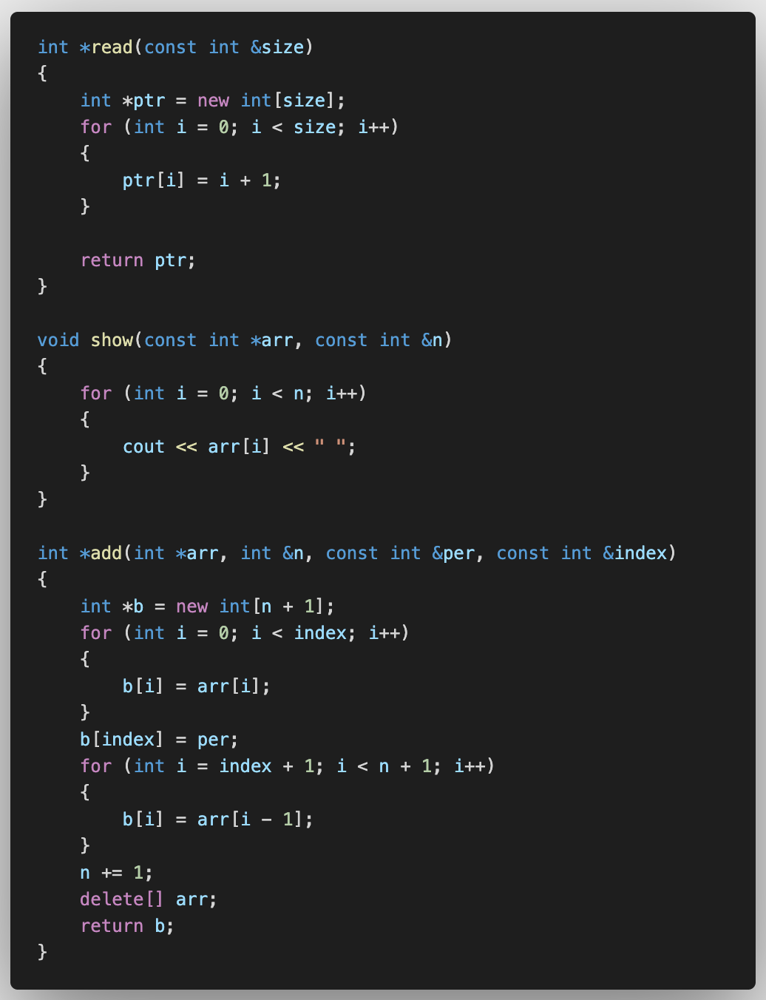 int *read(const int &size)
{
    int *ptr = new int[size];
    for (int i = 0; i < size; i++)
    {
        ptr[i] = i + 1;
    }

    return ptr;
}

void show(const int *arr, const int &n)
{
    for (int i = 0; i < n; i++)
    {
        cout << arr[i] << " ";
    }
}

int *add(int *arr, int &n, const int &per, const int &index)
{
    int *b = new int[n + 1];
    for (int i = 0; i < index; i++)
    {
        b[i] = arr[i];
    }
    b[index] = per;
    for (int i = index + 1; i < n + 1; i++)
    {
        b[i] = arr[i - 1];
    }
    n += 1;
    delete[] arr;
    return b;
}